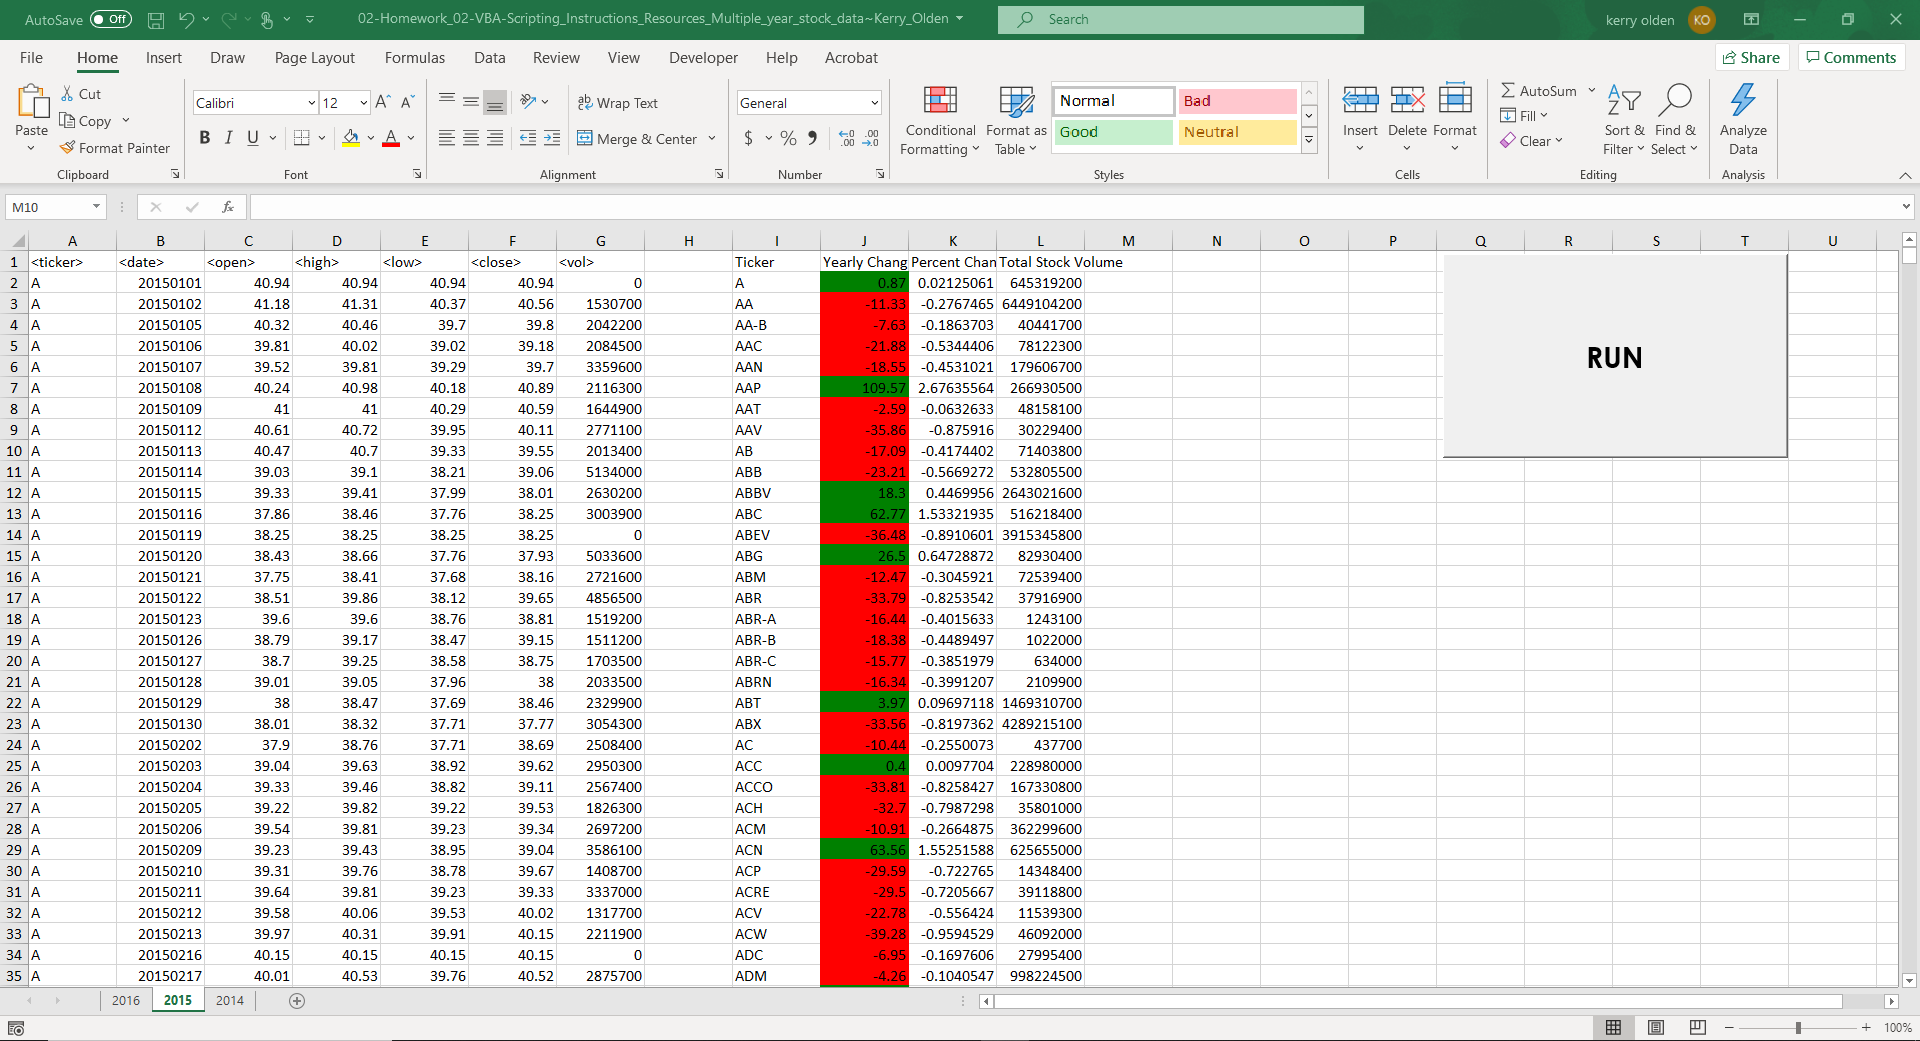 AutoSave Off 02-Homework_02-VBA-Scripting_Instructions_Resources_Multiple_year_stock_data~Kerry_Olden Search kerry olden KO
File Home Insert Draw Page Layout Formulas Data Review View Developer Help Acrobat Share Comments
Paste Cut Copy Format Painter Clipboard
Calibri 12 B I U Font
Wrap Text Merge & Center Alignment
General $ % Number
Conditional Formatting Format as Table Normal Bad Good Neutral Styles
Insert Delete Format Cells
AutoSum Fill Clear Sort & Filter Find & Select Editing
Analyze Data Analysis
M10 fx
A B C D E F G H I J K L M N O P Q R S T U
1 <ticker> <date> <open> <high> <low> <close> <vol> Ticker Yearly Chang Percent Chan Total Stock Volume
2 A 20150101 40.94 40.94 40.94 40.94 0 A 0.87 0.02125061 645319200
3 A 20150102 41.18 41.31 40.37 40.56 1530700 AA -11.33 -0.2767465 6449104200
4 A 20150105 40.32 40.46 39.7 39.8 2042200 AA-B -7.63 -0.1863703 40441700
5 A 20150106 39.81 40.02 39.02 39.18 2084500 AAC -21.88 -0.5344406 78122300
6 A 20150107 39.52 39.81 39.29 39.7 3359600 AAN -18.55 -0.4531021 179606700
7 A 20150108 40.24 40.98 40.18 40.89 2116300 AAP 109.57 2.67635564 266930500
8 A 20150109 41 41 40.29 40.59 1644900 AAT -2.59 -0.0632633 48158100
9 A 20150112 40.61 40.72 39.95 40.11 2771100 AAV -35.86 -0.875916 30229400
10 A 20150113 40.47 40.7 39.33 39.55 2013400 AB -17.09 -0.4174402 71403800
11 A 20150114 39.03 39.1 38.21 39.06 5134000 ABB -23.21 -0.5669272 532805500
12 A 20150115 39.33 39.41 37.99 38.01 2630200 ABBV 18.3 0.4469956 2643021600
13 A 20150116 37.86 38.46 37.76 38.25 3003900 ABC 62.77 1.53321935 516218400
14 A 20150119 38.25 38.25 38.25 38.25 0 ABEV -36.48 -0.8910601 3915345800
15 A 20150120 38.43 38.66 37.76 37.93 5033600 ABG 26.5 0.64728872 82930400
16 A 20150121 37.75 38.41 37.68 38.16 2721600 ABM -12.47 -0.3045921 72539400
17 A 20150122 38.51 39.86 38.12 39.65 4856500 ABR -33.79 -0.8253542 37916900
18 A 20150123 39.6 39.6 38.76 38.81 1519200 ABR-A -16.44 -0.4015633 1243100
19 A 20150126 38.79 39.17 38.47 39.15 1511200 ABR-B -18.38 -0.4489497 1022000
20 A 20150127 38.7 39.25 38.58 38.75 1703500 ABR-C -15.77 -0.3851979 634000
21 A 20150128 39.01 39.05 37.96 38 2033500 ABRN -16.34 -0.3991207 2109900
22 A 20150129 38 38.47 37.69 38.46 2329900 ABT 3.97 0.09697118 1469310700
23 A 20150130 38.01 38.32 37.71 37.77 3054300 ABX -33.56 -0.8197362 4289215100
24 A 20150202 37.9 38.76 37.71 38.69 2508400 AC -10.44 -0.2550073 437700
25 A 20150203 39.04 39.63 38.92 39.62 2950300 ACC 0.4 0.0097704 228980000
26 A 20150204 39.33 39.46 38.82 39.11 2567400 ACCO -33.81 -0.8258427 167330800
27 A 20150205 39.22 39.82 39.22 39.53 1826300 ACH -32.7 -0.7987298 35801000
28 A 20150206 39.54 39.81 39.23 39.34 2697200 ACM -10.91 -0.2664875 362299600
29 A 20150209 39.23 39.43 38.95 39.04 3586100 ACN 63.56 1.55251588 625655000
30 A 20150210 39.31 39.76 38.78 39.67 1408700 ACP -29.59 -0.722765 14348400
31 A 20150211 39.64 39.81 39.23 39.33 3337000 ACRE -29.5 -0.7205667 39118800
32 A 20150212 39.58 40.06 39.53 40.02 1317700 ACV -22.78 -0.556424 11539300
33 A 20150213 39.97 40.31 39.91 40.15 2211900 ACW -39.28 -0.9594529 46092000
34 A 20150216 40.15 40.15 40.15 40.15 0 ADC -6.95 -0.1697606 27995400
35 A 20150217 40.01 40.53 39.76 40.52 2875700 ADM -4.26 -0.1040547 998224500
RUN
2016 2015 2014
100%